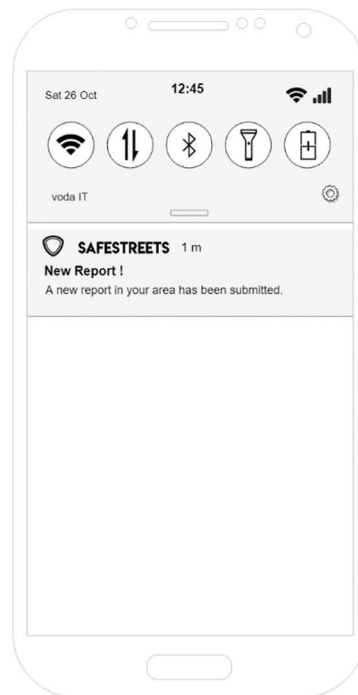 Sat 26 Oct 12:45
voda IT
SAFESTREETS 1 m
New Report !
A new report in your area has been submitted.